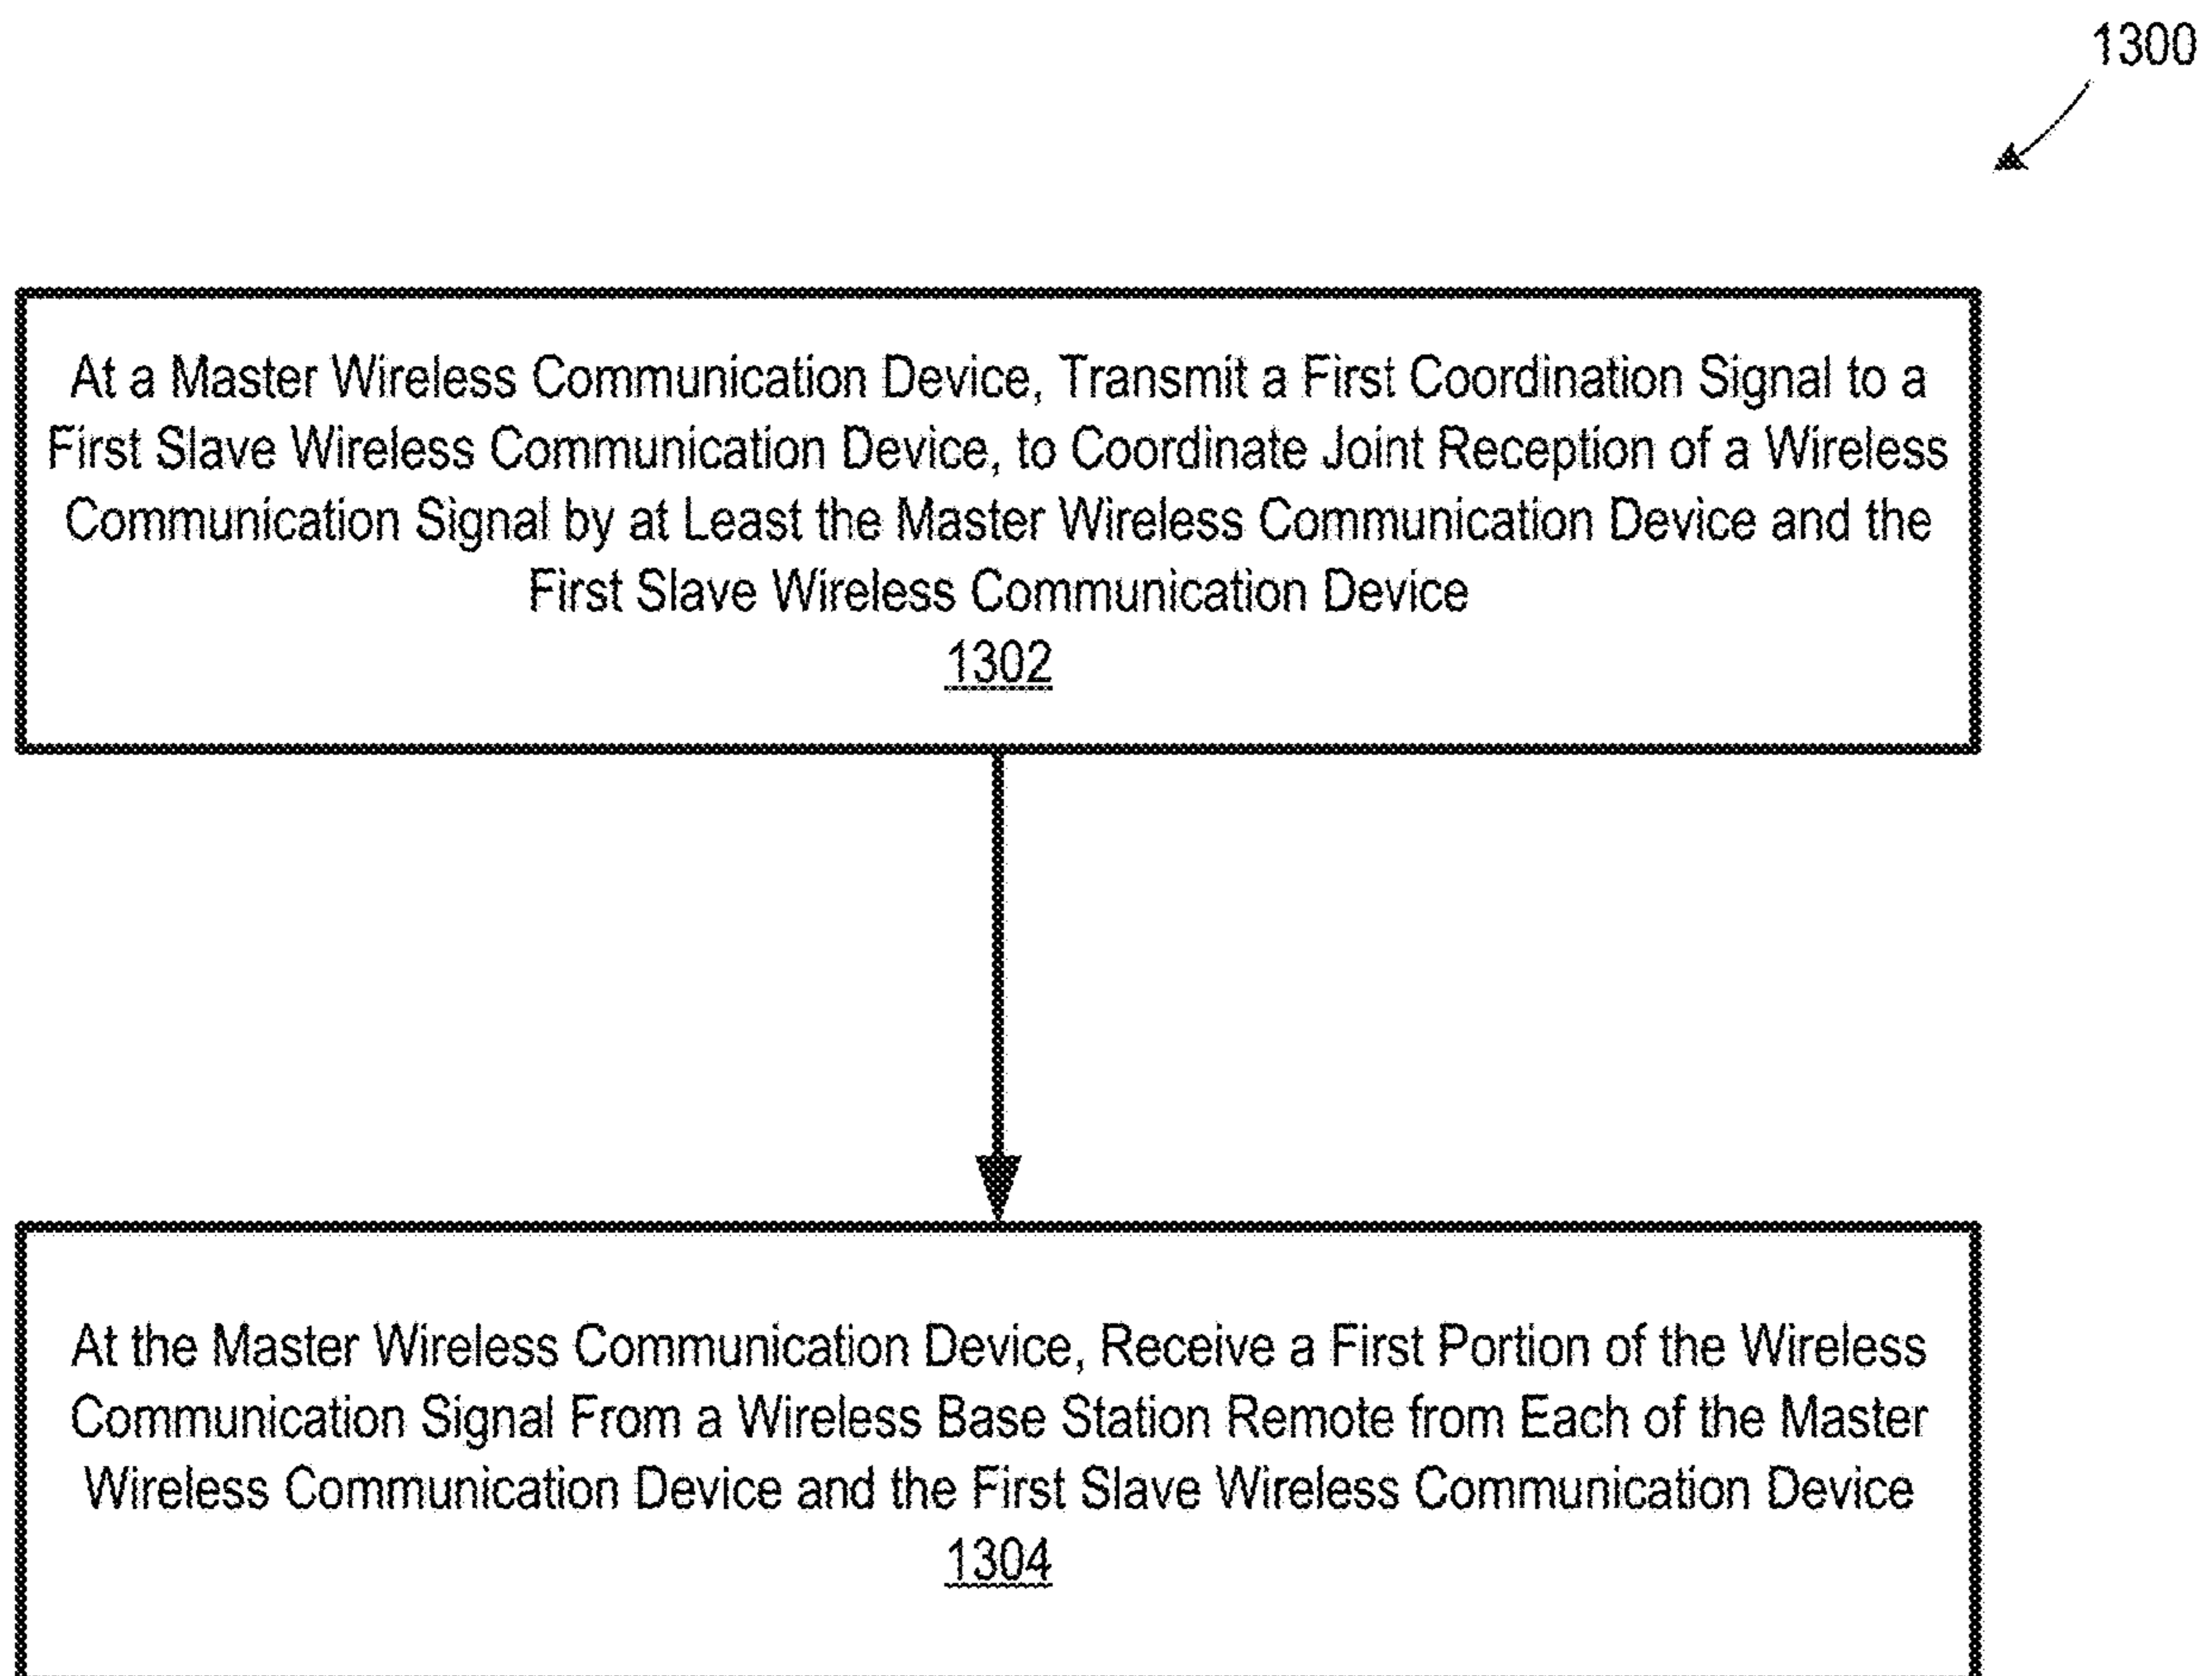 1300
At a Master Wireless Communication Device, Transmit a First Coordination Signal to a
First Slave Wireless Communication Device, to Coordinate Joint Reception of a Wireless
Communication Signal by at Least the Master Wireless Communication Device and the
First Slave Wireless Communication Device
1302
At the Master Wireless Communication Device, Receive a First Portion of the Wireless
Communication Signal From a Wireless Base Station Remote from Each of the Master
Wireless Communication Device and the First Slave Wireless Communication Device
1304